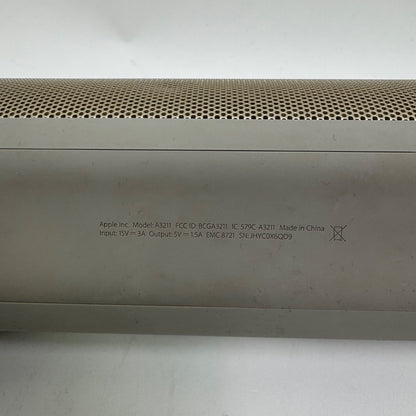 Apple Inc. Model: A3211 FCC ID: BCGA3211 IC: 579C-A3211 Made in China
Input: 15V ⎓ 3A Output: 5V ⎓ 1.5A EMC 8721 SN: JHYC0X6QD9